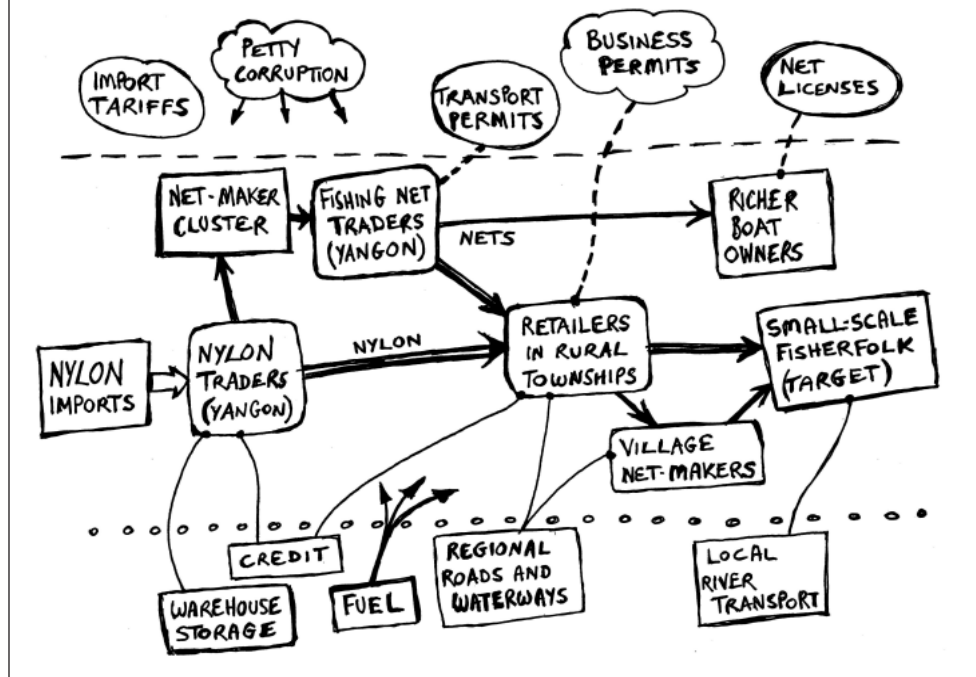 IMPORT
TARIFFS
PETTY
CORRUPTION
TRANSPORT
PERMITS
BUSINESS
PERMITS
NET
LICENSES
NET-MAKER
CLUSTER
FISHING NET
TRADERS
(YANGON)
NETS
RICHER
BOAT
OWNERS
NYLON
IMPORTS
NYLON
TRADERS
(YANGON)
NYLON
RETAILERS
IN RURAL
TOWNSHIPS
SMALL-SCALE
FISHERFOLK
(TARGET)
VILLAGE
NET-MAKERS
WAREHOUSE
STORAGE
CREDIT
FUEL
REGIONAL
ROADS AND
WATERWAYS
LOCAL
RIVER
TRANSPORT